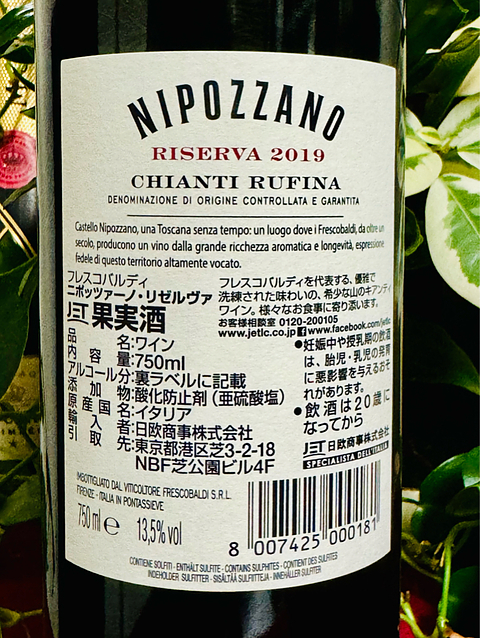 NIPOZZANO
RISERVA 2019
CHIANTI RUFINA
DENOMINAZIONE DI ORIGINE CONTROLLATA E GARANTITA
Castello Nipozzano, una Toscana senza tempo: un luogo dove i Frescobaldi, da oltre un
secolo, producono un vino dalla grande ricchezza aromatica e longevità, espressione
fedele di questo territorio altamente vocato.
フレスコバルディ
ニポッツァーノ・リゼルヴァ
JET 果実酒
品名:ワイン
内容量:750ml
アルコール分:裏ラベルに記載
添加物:酸化防止剤(亜硫酸塩)
原産国名:イタリア
輸入者:日欧商事株式会社
引取先:東京都港区芝3-2-18
NBF芝公園ビル4F
フレスコバルディを代表する、優雅で
洗練された味わいの、希少な山のキアンティ
ワイン。様々なお食事に寄り添います。
お客様相談室 0120-200105
www.jetlc.co.jp www.facebook.com/jetlc
●妊娠中や授乳期の飲酒
は、胎児・乳児の発育
に悪影響を与えるおそ
れがあります。
●飲酒は20歳に
なってから
JET 日欧商事株式会社
SPECIALISTA DELL'ITALIA
IMBOTTIGLIATO DAL VITICOLTORE FRESCOBALDI S.R.L.
FIRENZE - ITALIA IN PONTASSIEVE
750 ml e 13,5% vol
8 007425 000181
CONTIENE SOLFITI - ENTHÄLT SULFITE - CONTAINS SULPHITES - CONTIENT DES SULFITES
INDEHOLDER SULFITTER - SISÄLTÄÄ SULFIITTEJA - INNEHÅLLER SULFITER